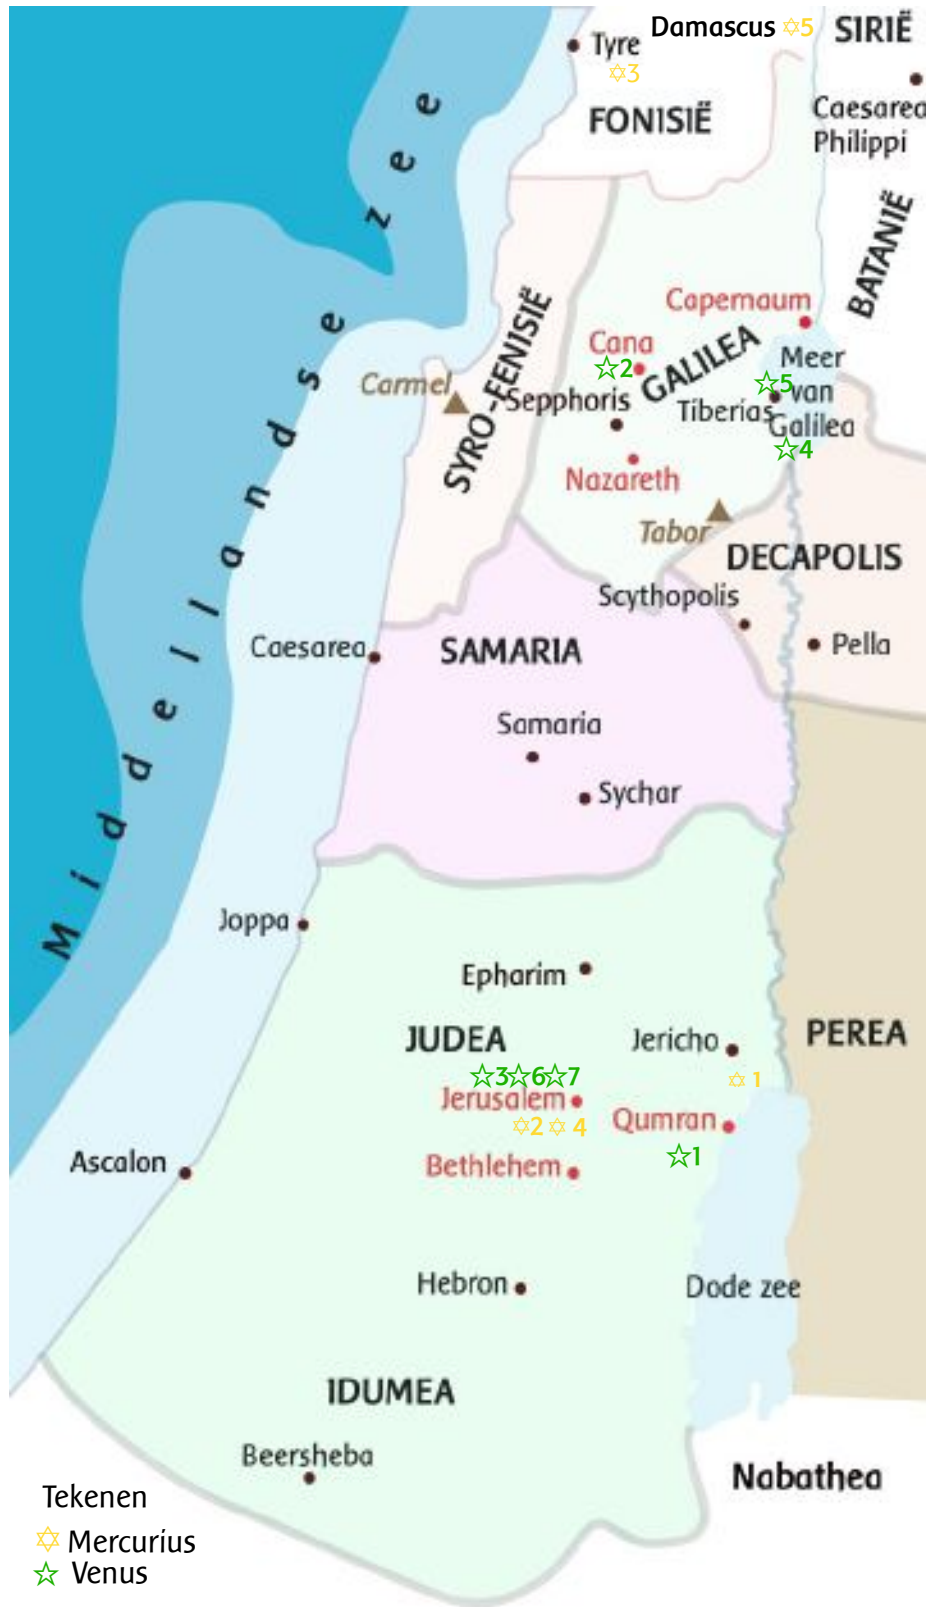 Damascus ✡5
SIRIË
Tyre
✡3
Caesarea
Philippi
FONISIË
BATANIË
Middellandse zee
SYRO-FENISIË
Capernaum
Cana
☆2
GALILEA
Meer
van
Galilea
☆5
Tiberias
☆4
Carmel
Sepphoris
Nazareth
Tabor
DECAPOLIS
Scythopolis
Pella
Caesarea
SAMARIA
Samaria
Sychar
Joppa
Epharim
JUDEA
Jericho
PEREA
✡ 1
☆3☆6☆7
Jerusalem
✡2 ✡ 4
Qumran
☆1
Ascalon
Bethlehem
Hebron
Dode zee
IDUMEA
Beersheba
Nabathea
Tekenen
✡ Mercurius
☆ Venus